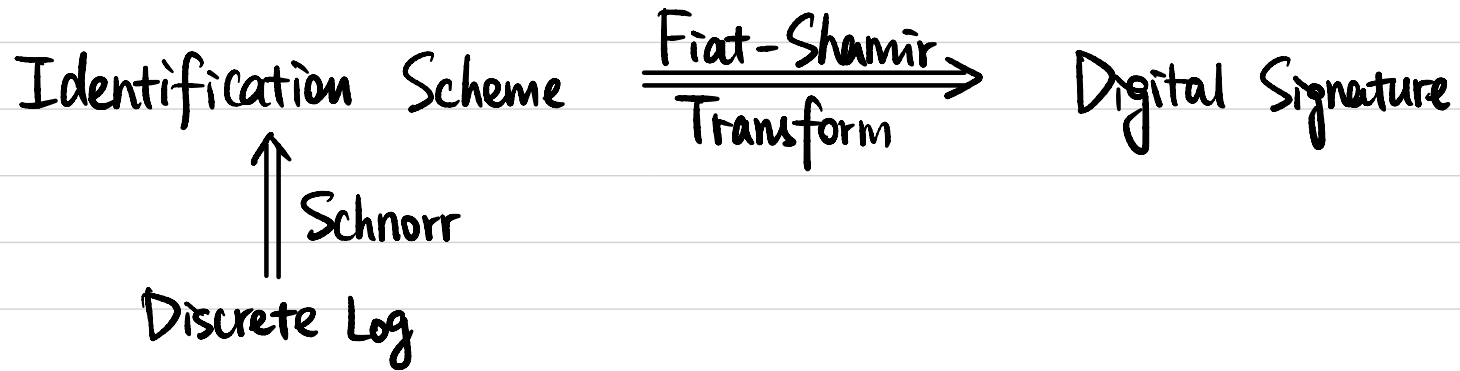 Identification Scheme
Fiat-Shamir
Transform
Digital Signature
Schnorr
Discrete Log